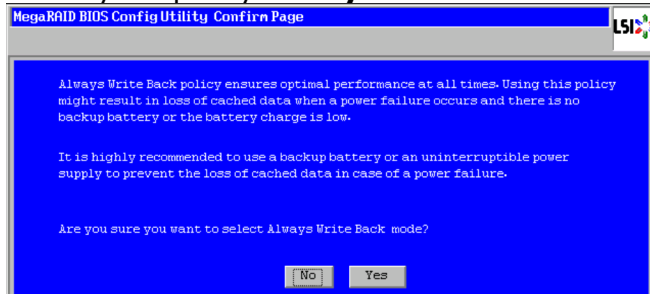 MegaRAID BIOS Config Utility Confirm Page
LSI
Always Write Back policy ensures optimal performance at all times. Using this policy
might result in loss of cached data when a power failure occurs and there is no
backup battery or the battery charge is low.
It is highly recommended to use a backup battery or an uninterruptible power
supply to prevent the loss of cached data in case of a power failure.
Are you sure you want to select Always Write Back mode?
No Yes